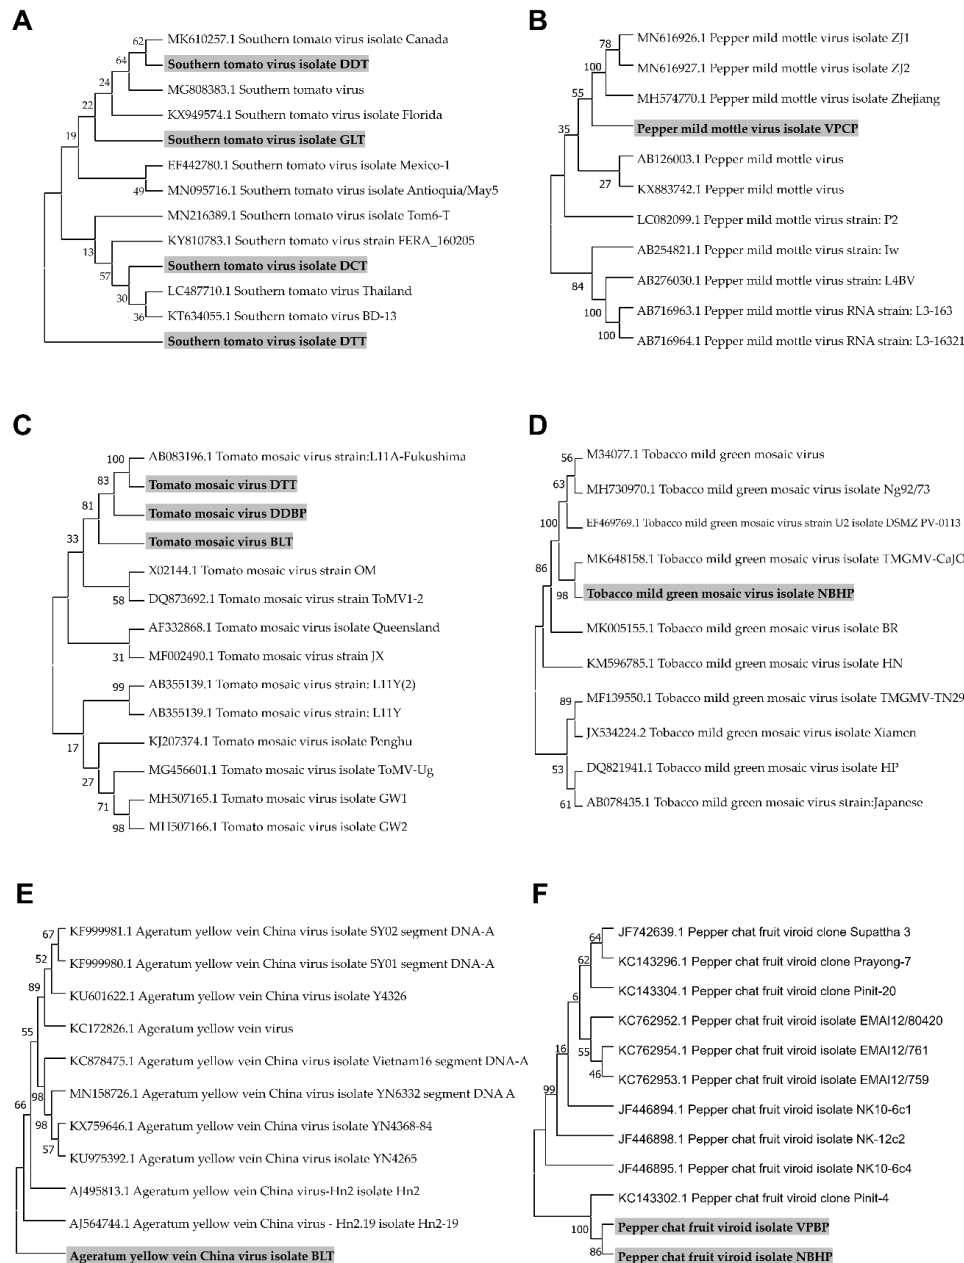 A
62
MK610257.1 Southern tomato virus isolate Canada
64
Southern tomato virus isolate DDT
24
MG808383.1 Southern tomato virus
22
KX949574.1 Southern tomato virus isolate Florida
19
Southern tomato virus isolate GLT
EF442780.1 Southern tomato virus isolate Mexico-1
49
MN095716.1 Southern tomato virus isolate Antioquia/May5
MN216389.1 Southern tomato virus isolate Tom6-T
13
KY810783.1 Southern tomato virus strain FERA_160205
57
Southern tomato virus isolate DCT
30
LC487710.1 Southern tomato virus Thailand
36
KT634055.1 Southern tomato virus BD-13
Southern tomato virus isolate DTT
B
78
MN616926.1 Pepper mild mottle virus isolate ZJ1
100
MN616927.1 Pepper mild mottle virus isolate ZJ2
55
MH574770.1 Pepper mild mottle virus isolate Zhejiang
35
Pepper mild mottle virus isolate VPCP
AB126003.1 Pepper mild mottle virus
27
KX883742.1 Pepper mild mottle virus
LC082099.1 Pepper mild mottle virus strain: P2
AB254821.1 Pepper mild mottle virus strain: Iw
84
AB276030.1 Pepper mild mottle virus strain: L4BV
100
AB716963.1 Pepper mild mottle virus RNA strain: L3-163
100
AB716964.1 Pepper mild mottle virus RNA strain: L3-16321
C
100
AB083196.1 Tomato mosaic virus strain:L11A-Fukushima
83
Tomato mosaic virus DTT
81
Tomato mosaic virus DDBP
33
Tomato mosaic virus BLT
X02144.1 Tomato mosaic virus strain OM
58
DQ873692.1 Tomato mosaic virus strain ToMV1-2
AF332868.1 Tomato mosaic virus isolate Queensland
31
MF002490.1 Tomato mosaic virus strain JX
99
AB355139.1 Tomato mosaic virus strain: L11Y(2)
AB355139.1 Tomato mosaic virus strain: L11Y
17
KJ207374.1 Tomato mosaic virus isolate Penghu
27
MG456601.1 Tomato mosaic virus isolate ToMV-Ug
71
MH507165.1 Tomato mosaic virus isolate GW1
98
MH507166.1 Tomato mosaic virus isolate GW2
D
56
M34077.1 Tobacco mild green mosaic virus
63
MH730970.1 Tobacco mild green mosaic virus isolate Ng92/73
100
EF469769.1 Tobacco mild green mosaic virus strain U2 isolate DSMZ PV-0113
86
MK648158.1 Tobacco mild green mosaic virus isolate TMGMV-CaJO
98
Tobacco mild green mosaic virus isolate NBHP
MK005155.1 Tobacco mild green mosaic virus isolate BR
KM596785.1 Tobacco mild green mosaic virus isolate HN
89
MF139550.1 Tobacco mild green mosaic virus isolate TMGMV-TN29
JX534224.2 Tobacco mild green mosaic virus isolate Xiamen
53
DQ821941.1 Tobacco mild green mosaic virus isolate HP
61
AB078435.1 Tobacco mild green mosaic virus strain:Japanese
E
67
KF999981.1 Ageratum yellow vein China virus isolate SY02 segment DNA-A
52
KF999980.1 Ageratum yellow vein China virus isolate SY01 segment DNA-A
89
KU601622.1 Ageratum yellow vein China virus isolate Y4326
55
KC172826.1 Ageratum yellow vein virus
KC878475.1 Ageratum yellow vein China virus isolate Vietnam16 segment DNA-A
98
MN158726.1 Ageratum yellow vein China virus isolate YN6332 segment DNA A
66
98
KX759646.1 Ageratum yellow vein China virus isolate YN4368-84
57
KU975392.1 Ageratum yellow vein China virus isolate YN4265
AJ495813.1 Ageratum yellow vein China virus-Hn2 isolate Hn2
AJ564744.1 Ageratum yellow vein China virus - Hn2.19 isolate Hn2-19
Ageratum yellow vein China virus isolate BLT
F
64
JF742639.1 Pepper chat fruit viroid clone Supattha 3
62
KC143296.1 Pepper chat fruit viroid clone Prayong-7
6
KC143304.1 Pepper chat fruit viroid clone Pinit-20
KC762952.1 Pepper chat fruit viroid isolate EMAI12/80420
16
55
KC762954.1 Pepper chat fruit viroid isolate EMAI12/761
46
KC762953.1 Pepper chat fruit viroid isolate EMAI12/759
99
JF446894.1 Pepper chat fruit viroid isolate NK10-6c1
JF446898.1 Pepper chat fruit viroid isolate NK-12c2
JF446895.1 Pepper chat fruit viroid isolate NK10-6c4
KC143302.1 Pepper chat fruit viroid clone Pinit-4
100
Pepper chat fruit viroid isolate VPBP
86
Pepper chat fruit viroid isolate NBHP